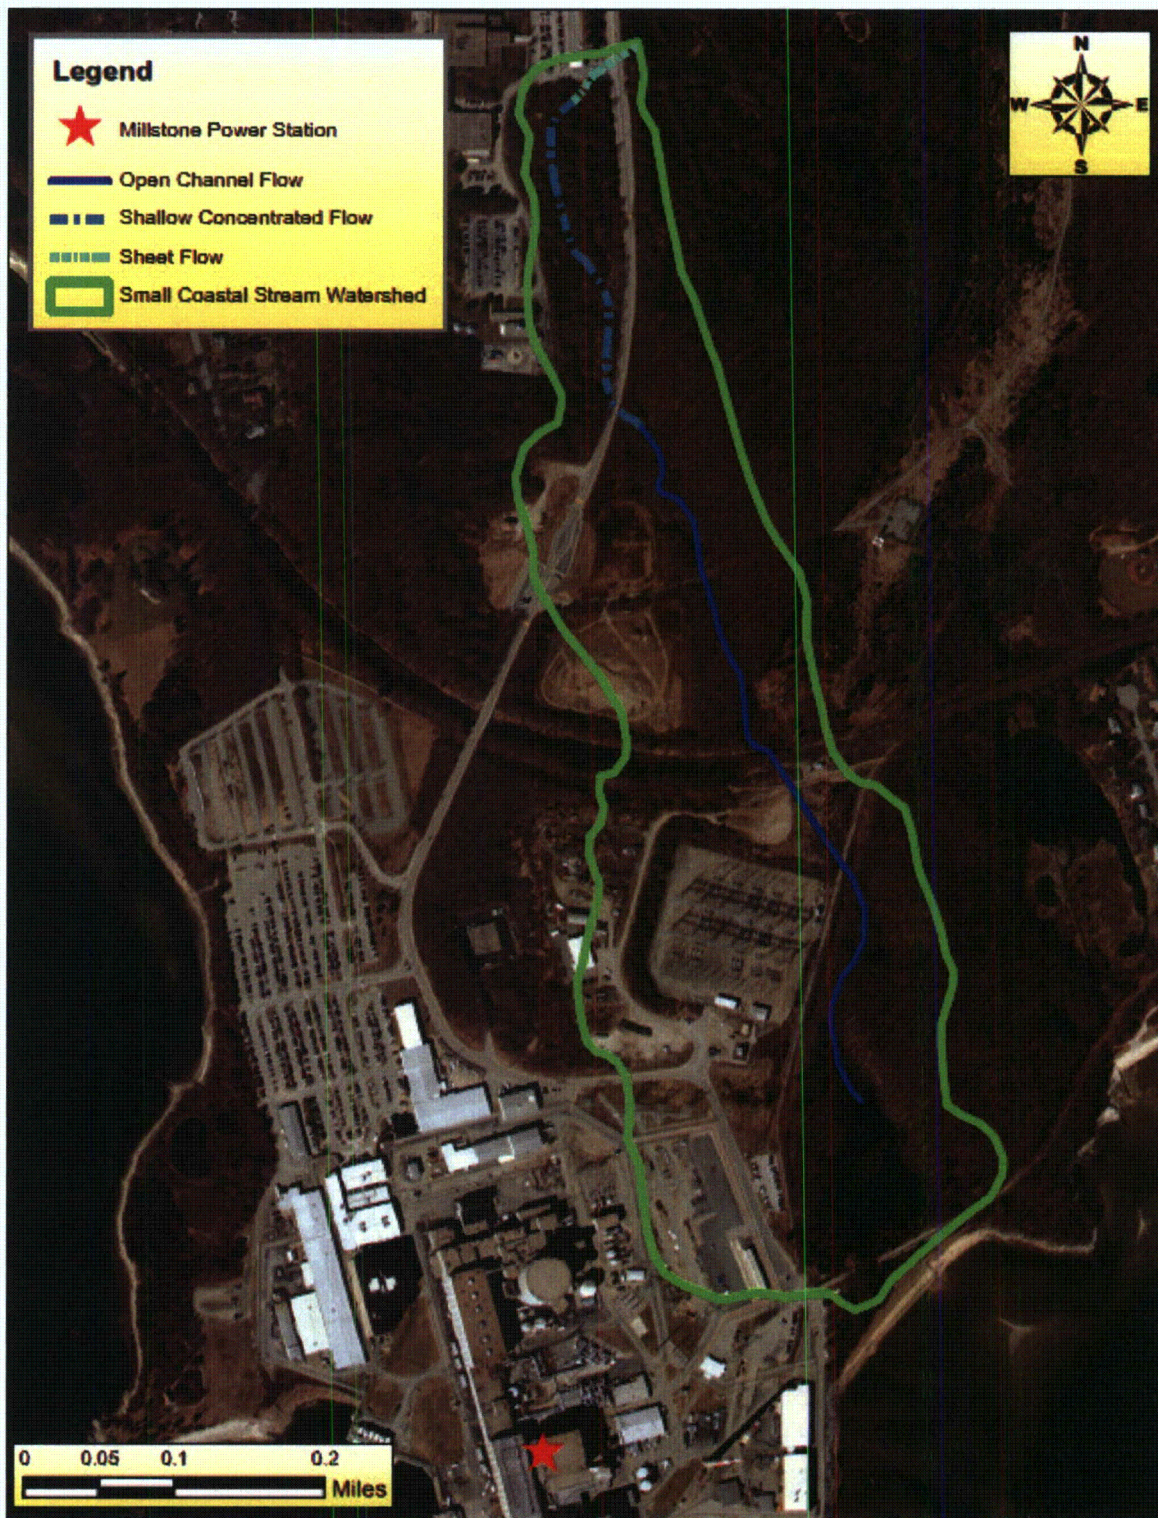 Legend
Millstone Power Station
Open Channel Flow
Shallow Concentrated Flow
Sheet Flow
Small Coastal Stream Watershed
N
W E
S
0 0.05 0.1 0.2
Miles